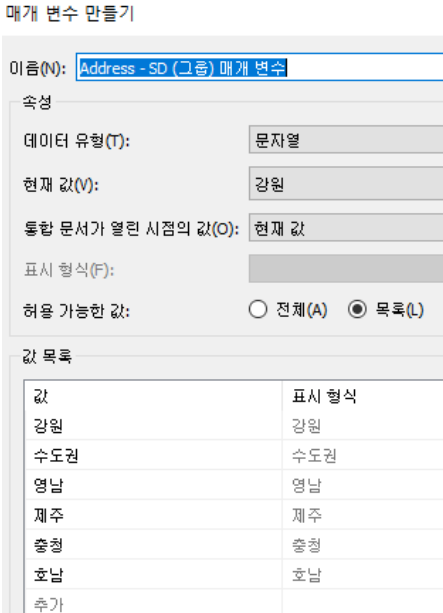 매개 변수 만들기
이름(N): Address - SD (그룹) 매개 변수
속성
데이터 유형(T): 문자열
현재 값(V): 강원
통합 문서가 열린 시점의 값(O): 현재 값
표시 형식(F):
허용 가능한 값: 전체(A) 목록(L)
값 목록
값 표시 형식
강원 강원
수도권 수도권
영남 영남
제주 제주
충청 충청
호남 호남
추가